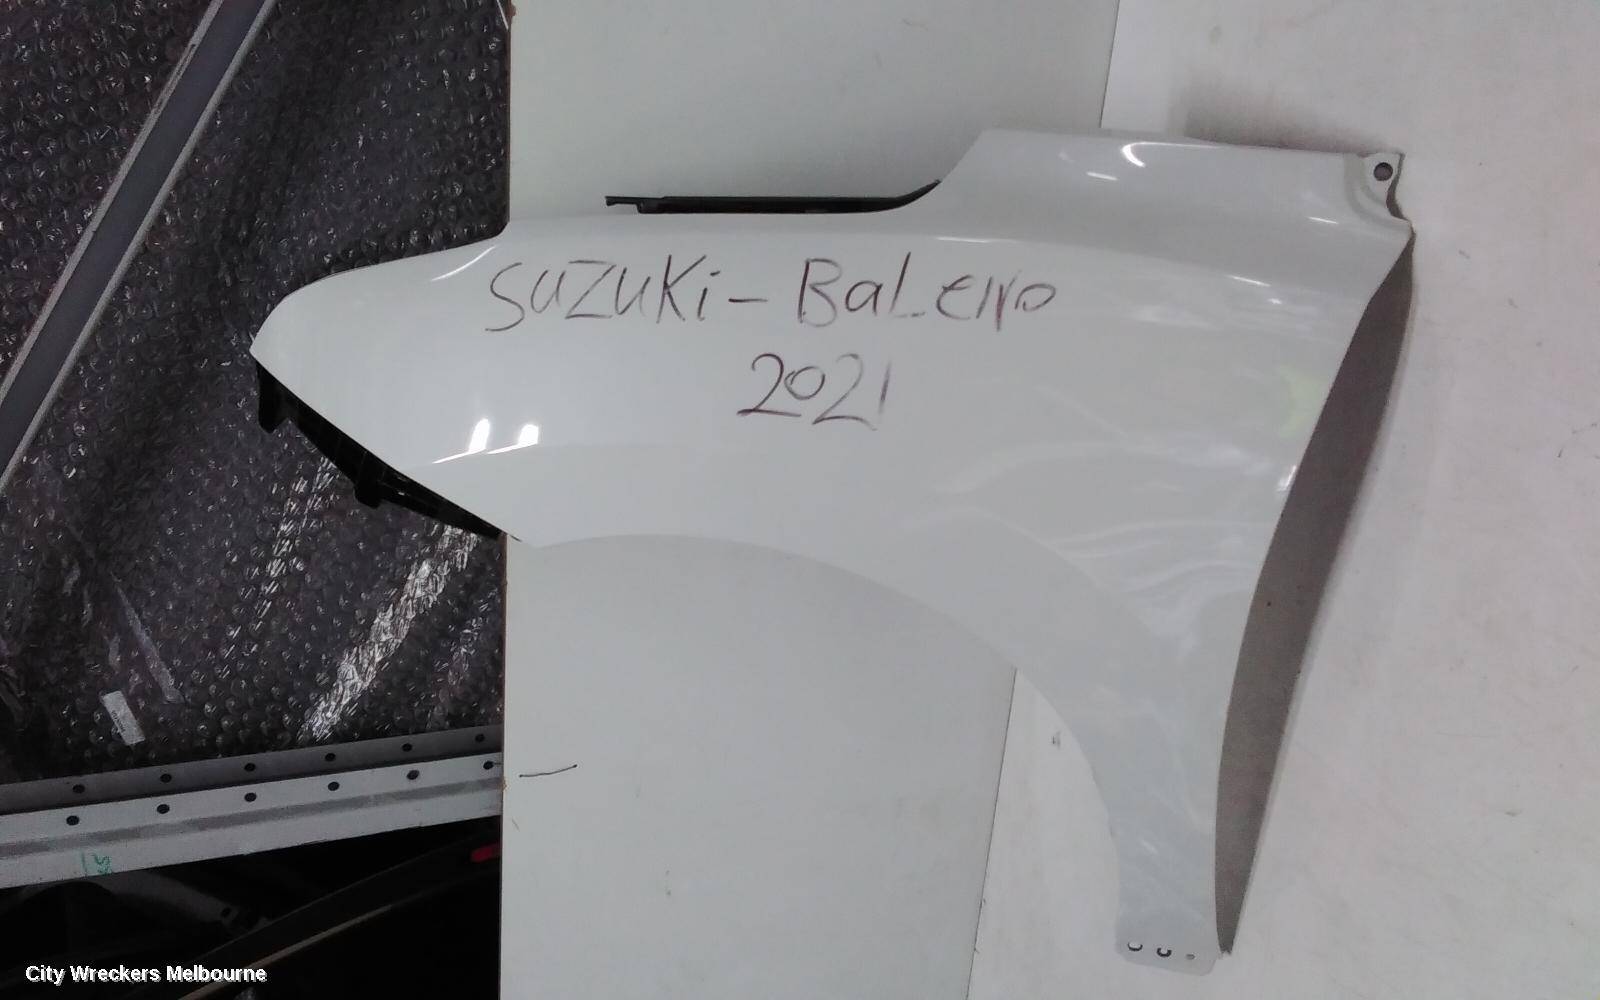 SUZUKi - BaLENo
2021
City Wreckers Melbourne